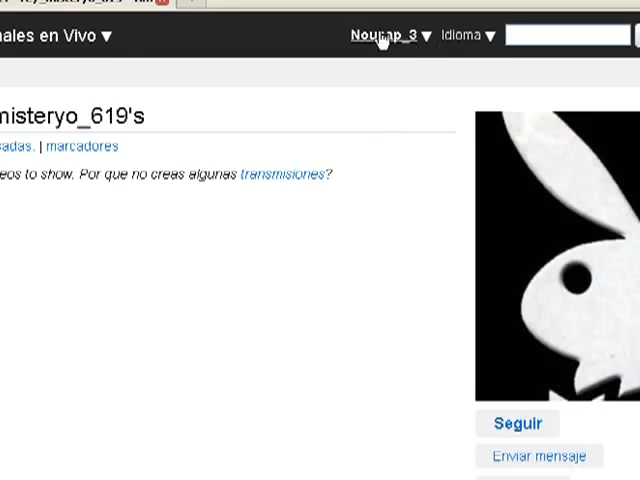 nales en Vivo ▼
Idioma ▼
misteryo_619's
sadas. | marcadores
eos to show. Por que no creas algunas transmisiones?
Seguir
Enviar mensaje